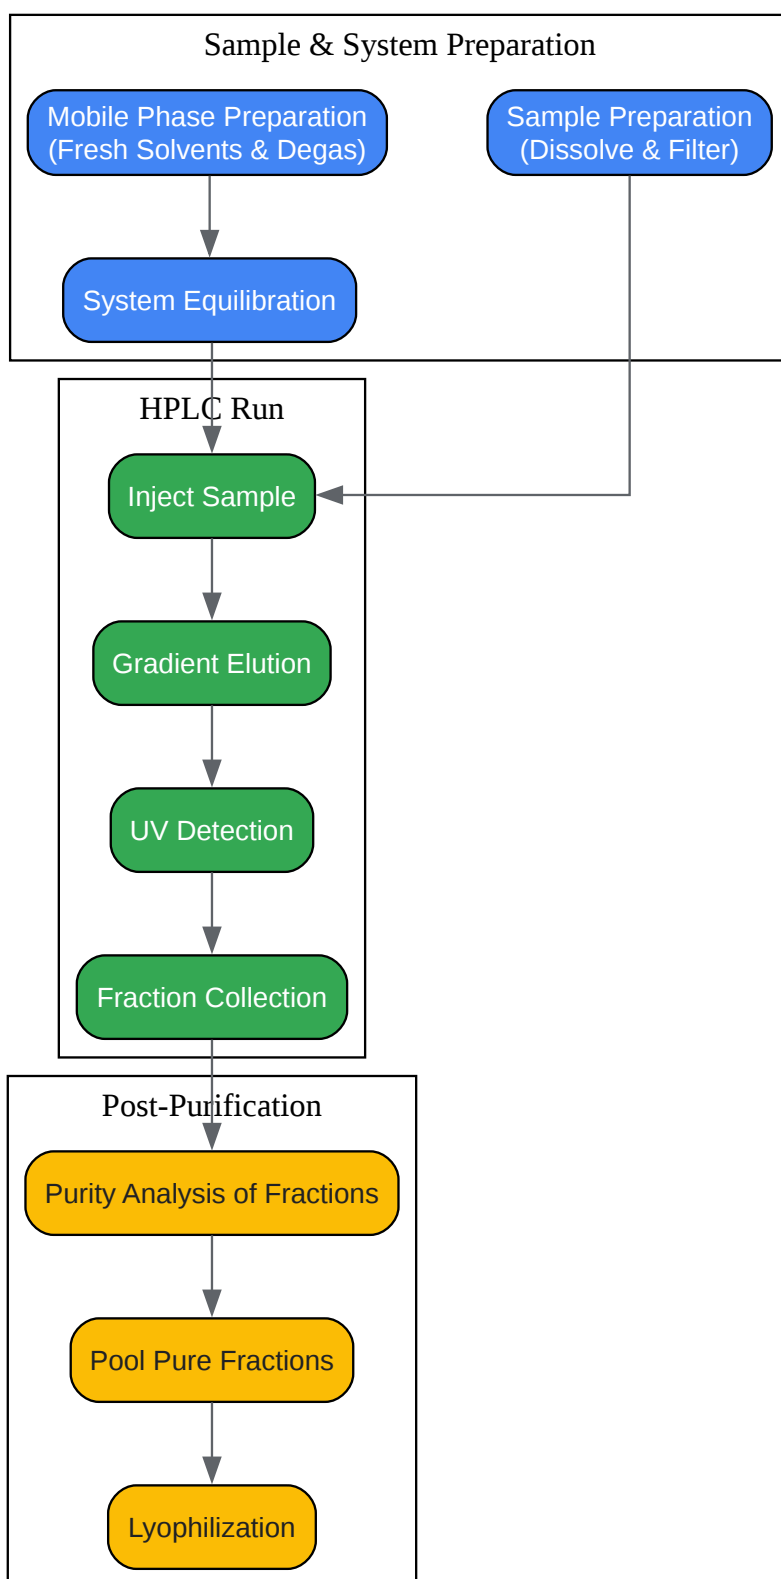 Sample & System Preparation
Mobile Phase Preparation
(Fresh Solvents & Degas)
Sample Preparation
(Dissolve & Filter)
System Equilibration
HPLC Run
Inject Sample
Gradient Elution
UV Detection
Fraction Collection
Post-Purification
Purity Analysis of Fractions
Pool Pure Fractions
Lyophilization